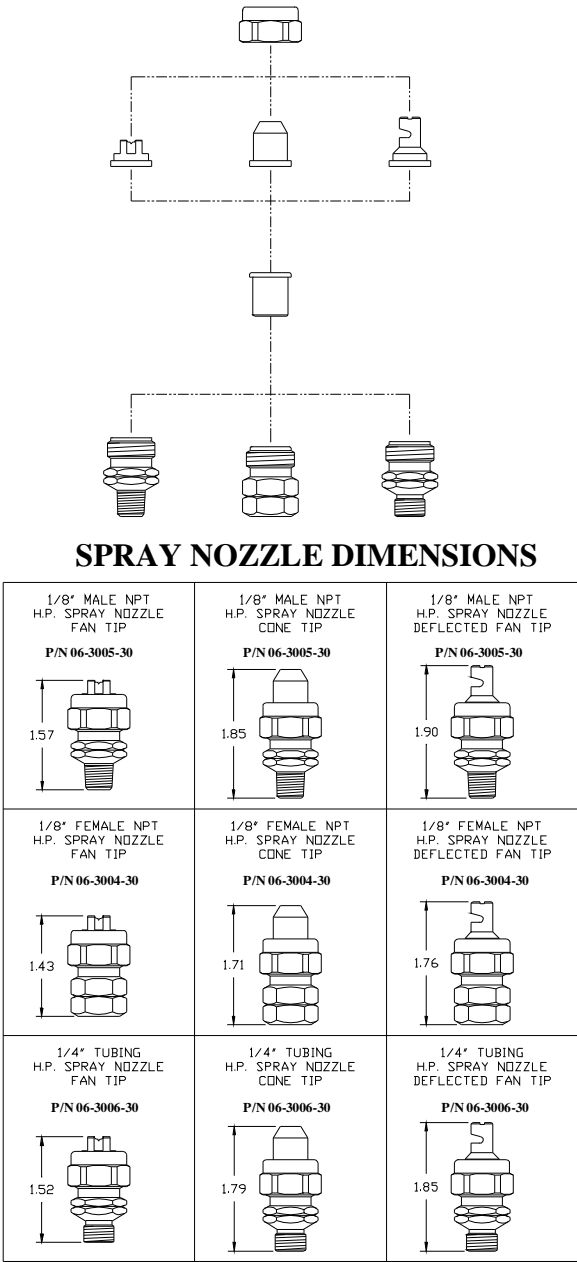 SPRAY NOZZLE DIMENSIONS
1/8" MALE NPT
H.P. SPRAY NOZZLE
FAN TIP
P/N 06-3005-30
1.57
1/8" MALE NPT
H.P. SPRAY NOZZLE
CONE TIP
P/N 06-3005-30
1.85
1/8" MALE NPT
H.P. SPRAY NOZZLE
DEFLECTED FAN TIP
P/N 06-3005-30
1.90
1/8" FEMALE NPT
H.P. SPRAY NOZZLE
FAN TIP
P/N 06-3004-30
1.43
1/8" FEMALE NPT
H.P. SPRAY NOZZLE
CONE TIP
P/N 06-3004-30
1.71
1/8" FEMALE NPT
H.P. SPRAY NOZZLE
DEFLECTED FAN TIP
P/N 06-3004-30
1.76
1/4" TUBING
H.P. SPRAY NOZZLE
FAN TIP
P/N 06-3006-30
1.52
1/4" TUBING
H.P. SPRAY NOZZLE
CONE TIP
P/N 06-3006-30
1.79
1/4" TUBING
H.P. SPRAY NOZZLE
DEFLECTED FAN TIP
P/N 06-3006-30
1.85